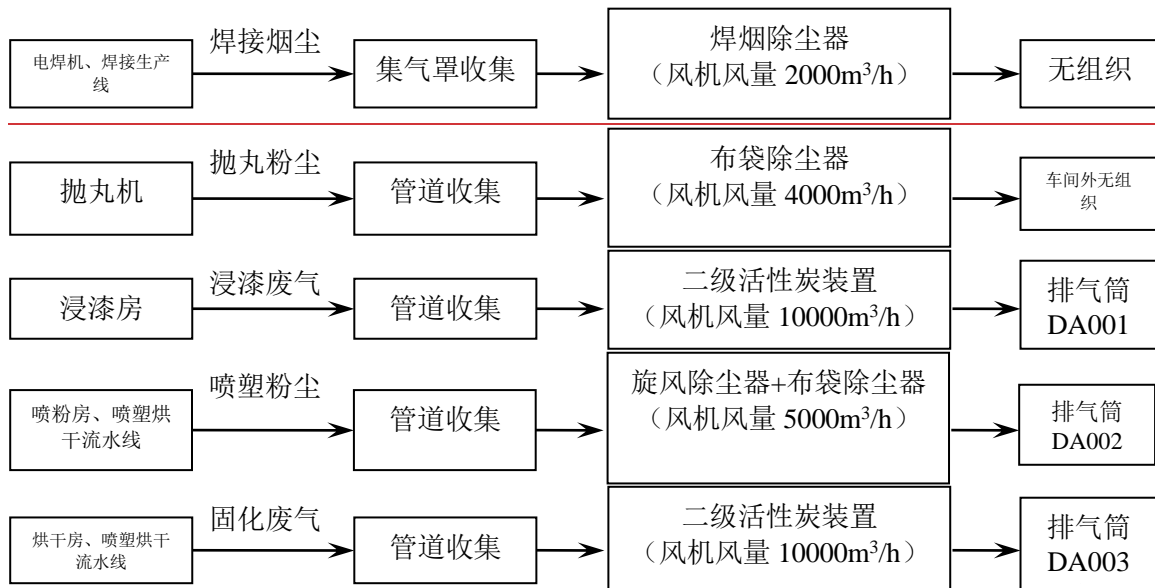 焊接烟尘
电焊机、焊接生产
线
集气罩收集
焊烟除尘器
（风机风量 2000m³/h）
无组织
抛丸粉尘
抛丸机
管道收集
布袋除尘器
（风机风量 4000m³/h）
车间外无组
织
浸漆废气
浸漆房
管道收集
二级活性炭装置
（风机风量 10000m³/h）
排气筒
DA001
喷塑粉尘
喷粉房、喷塑烘
干流水线
管道收集
旋风除尘器+布袋除尘器
（风机风量 5000m³/h）
排气筒
DA002
固化废气
烘干房、喷塑烘干
流水线
管道收集
二级活性炭装置
（风机风量 10000m³/h）
排气筒
DA003